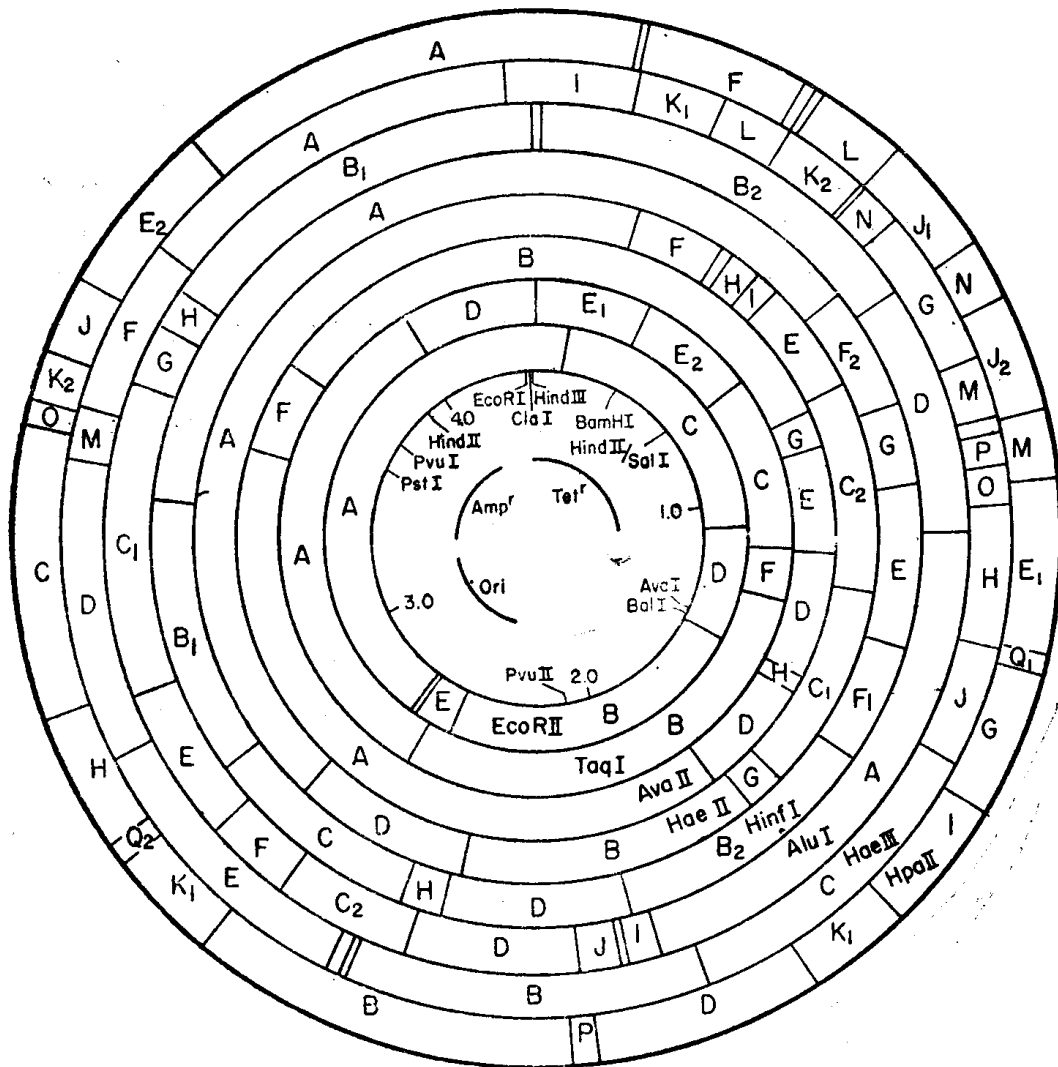 A
F
L
J₁
N
J₂
M
E₁
Q₁
G
I
HpaII
K₁
D
P
B
K₁
Q₂
H
C
O
K₂
J
E₂
A
I
K₁
L
K₂
N
G
M
P
O
H
J
HaeIII
C
B
E
D
M
F
B₁
B₂
D
A
AluI
I
J
D
C₂
F
E
C₁
G
H
A
F₂
G
E
F₁
HinfI
B₂
D
H
C
B₁
A
B
F
H
I
E
C₂
C₁
G
HaeII
B
D
A
F
D
E₁
E₂
G
E
D
H
D
AvaII
A
C
F
B
TaqI
A
C
D
B
EcoRII
E
EcoRI HindIII
ClaI
BamHI
HindII/
SalI
1.0
AvaI
BalI
2.0
PvuII
3.0
PstI
PvuI
HindII
4.0
Ampʳ
Tetʳ
Ori